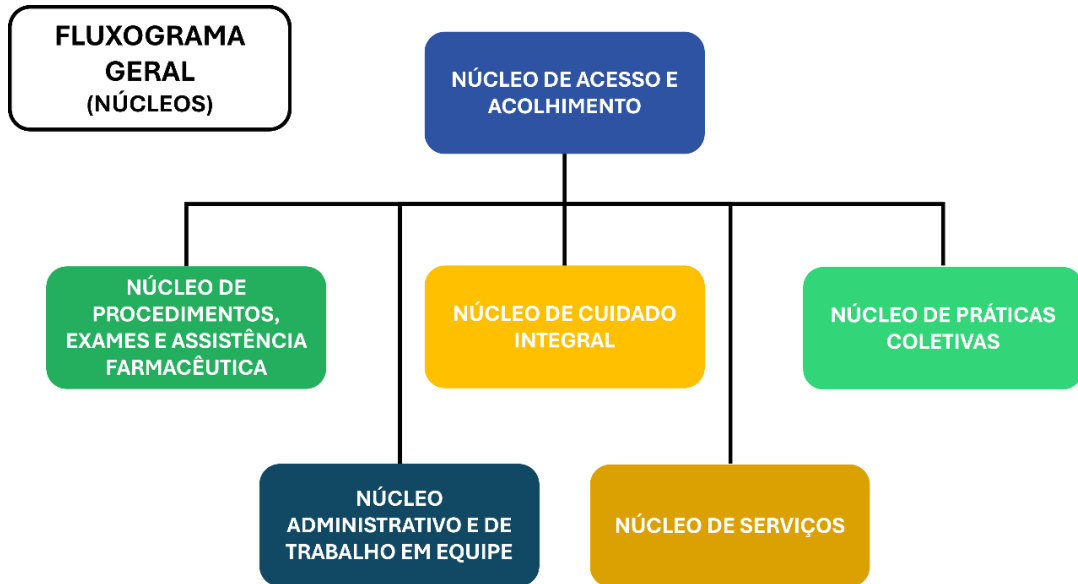 FLUXOGRAMA
GERAL
(NÚCLEOS)
NÚCLEO DE ACESSO E
ACOLHIMENTO
NÚCLEO DE
PROCEDIMENTOS,
EXAMES E ASSISTÊNCIA
FARMACÊUTICA
NÚCLEO DE CUIDADO
INTEGRAL
NÚCLEO DE PRÁTICAS
COLETIVAS
NÚCLEO
ADMINISTRATIVO E DE
TRABALHO EM EQUIPE
NÚCLEO DE SERVIÇOS